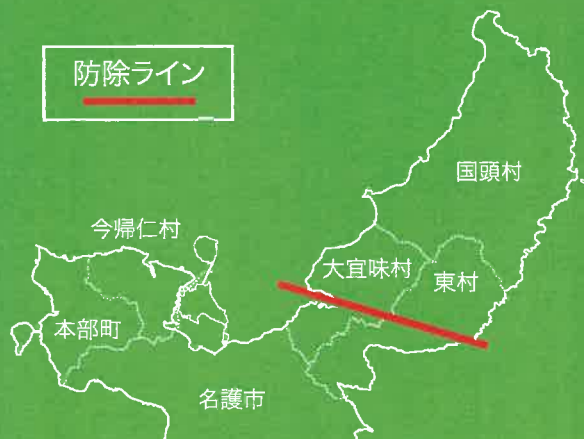 防除ライン
国頭村
今帰仁村
大宜味村
東村
本部町
名護市